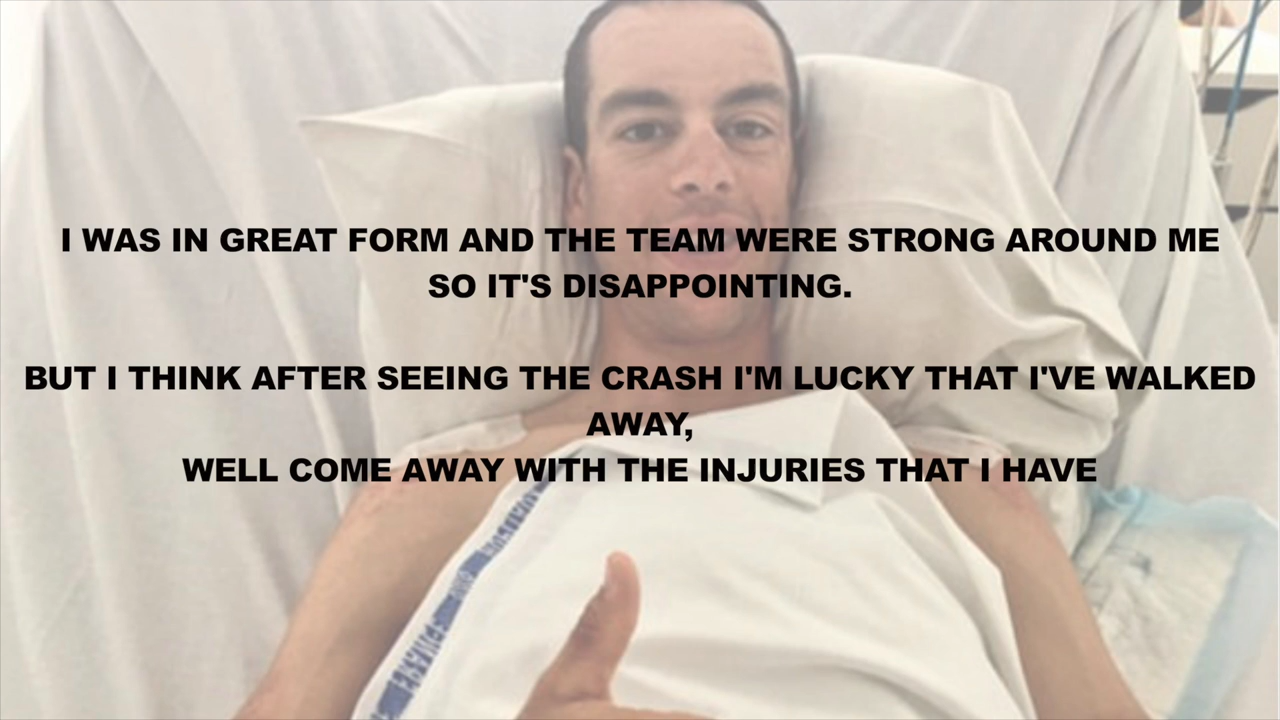 I WAS IN GREAT FORM AND THE TEAM WERE STRONG AROUND ME
SO IT'S DISAPPOINTING.
BUT I THINK AFTER SEEING THE CRASH I'M LUCKY THAT I'VE WALKED
AWAY,
WELL COME AWAY WITH THE INJURIES THAT I HAVE